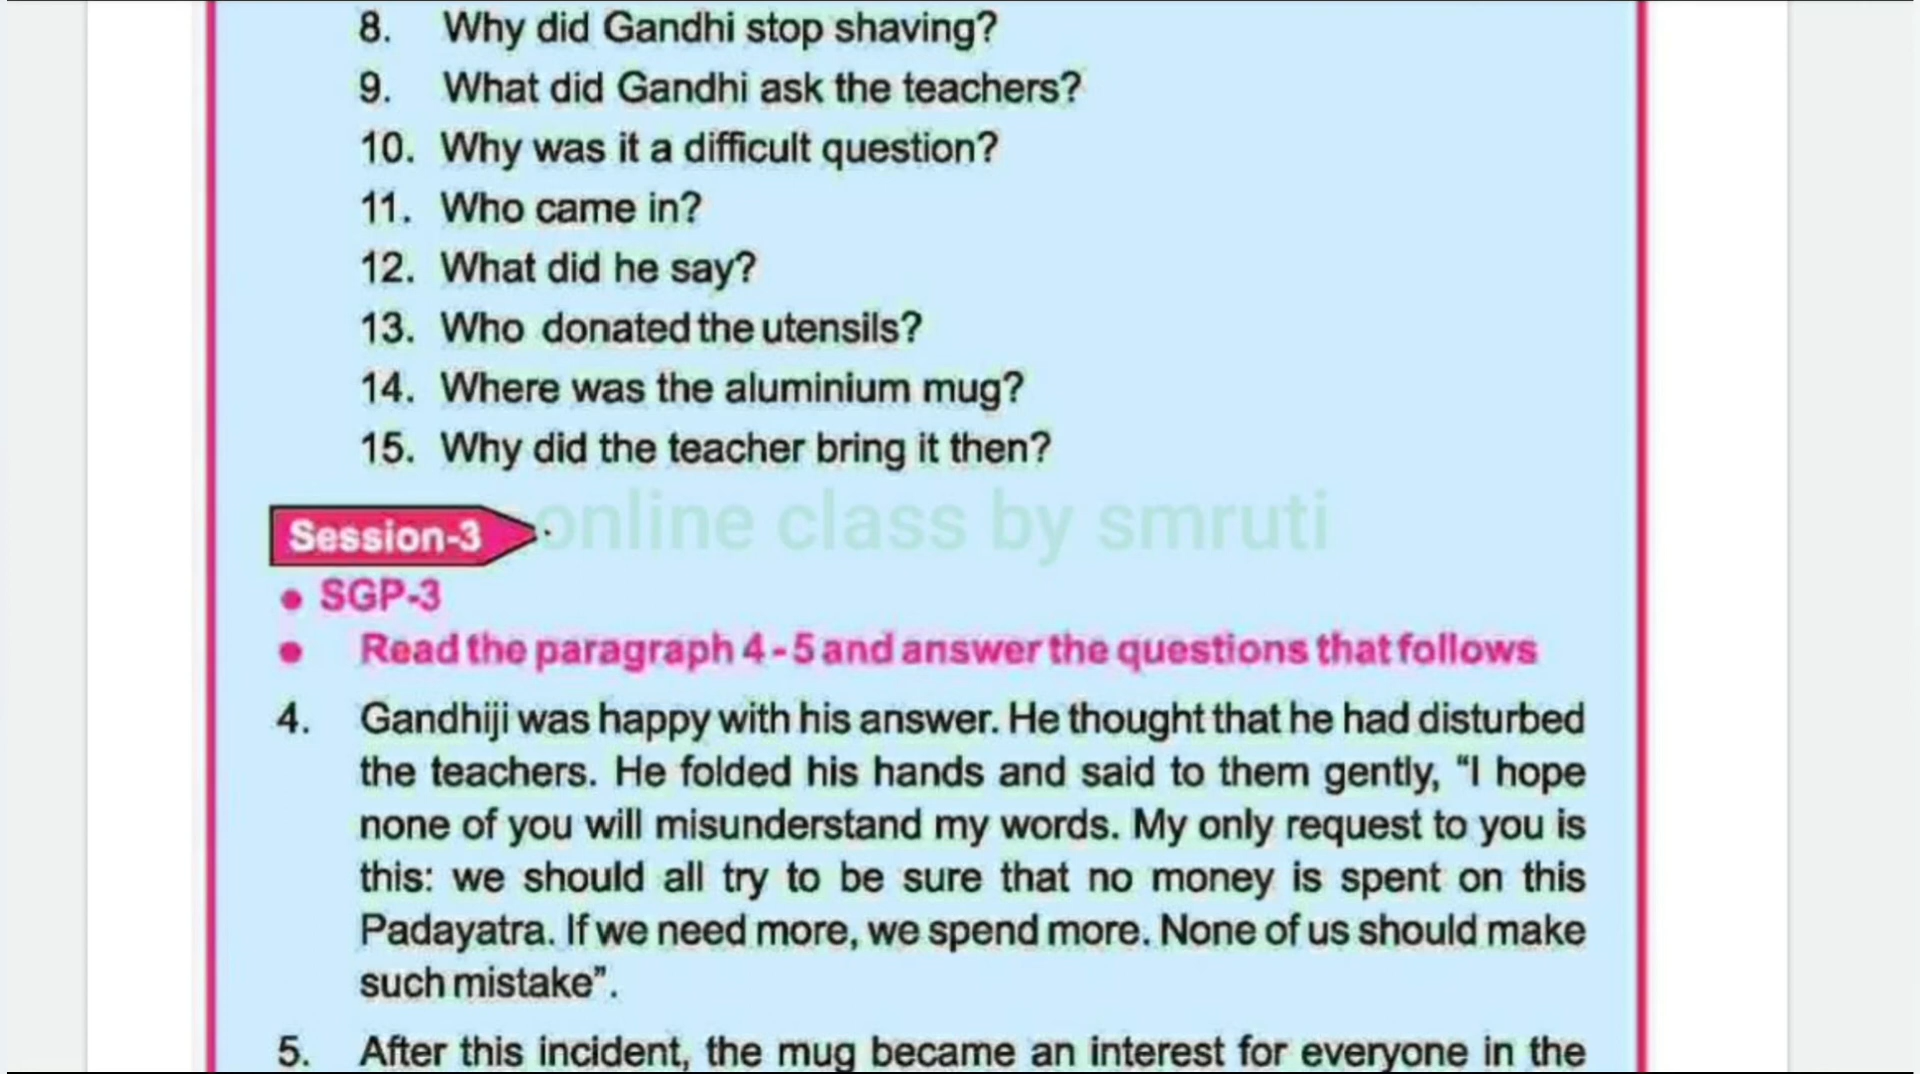 8. Why did Gandhi stop shaving?
9. What did Gandhi ask the teachers?
10. Why was it a difficult question?
11. Who came in?
12. What did he say?
13. Who donated the utensils?
14. Where was the aluminium mug?
15. Why did the teacher bring it then?
online class by smruti
Session-3
• SGP-3
• Read the paragraph 4 - 5 and answer the questions that follows
4. Gandhiji was happy with his answer. He thought that he had disturbed
the teachers. He folded his hands and said to them gently, “I hope
none of you will misunderstand my words. My only request to you is
this: we should all try to be sure that no money is spent on this
Padayatra. If we need more, we spend more. None of us should make
such mistake”.
5. After this incident, the mug became an interest for everyone in the